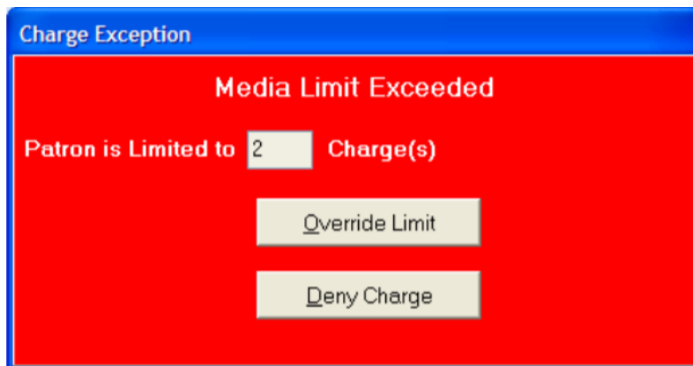 Charge Exception
Media Limit Exceeded
Patron is Limited to 2 Charge(s)
Override Limit
Deny Charge